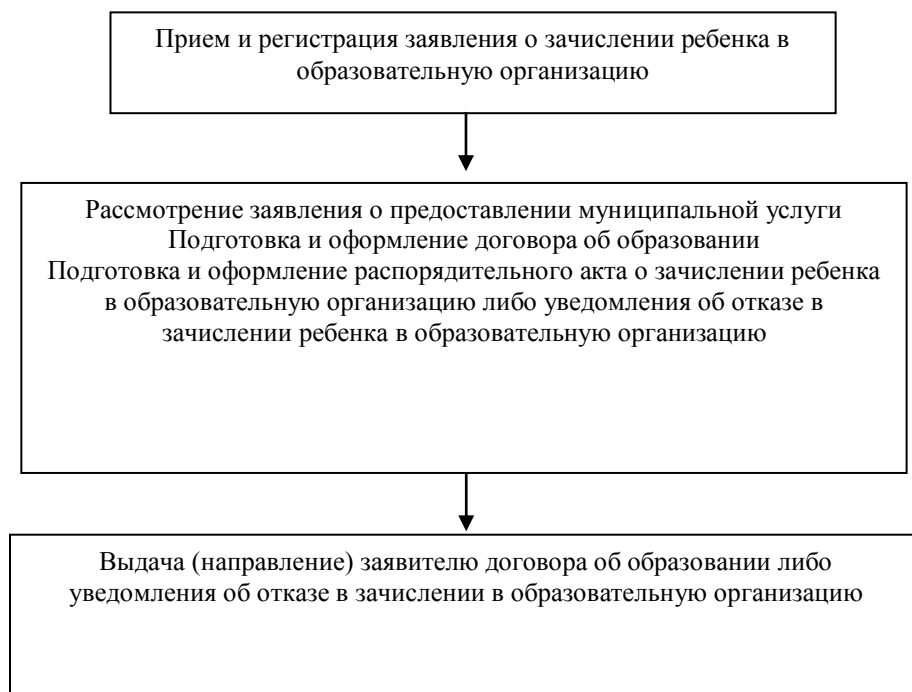 Прием и регистрация заявления о зачислении ребенка в
образовательную организацию
Рассмотрение заявления о предоставлении муниципальной услуги
Подготовка и оформление договора об образовании
Подготовка и оформление распорядительного акта о зачислении ребенка
в образовательную организацию либо уведомления об отказе в
зачислении ребенка в образовательную организацию
Выдача (направление) заявителю договора об образовании либо
уведомления об отказе в зачислении в образовательную организацию